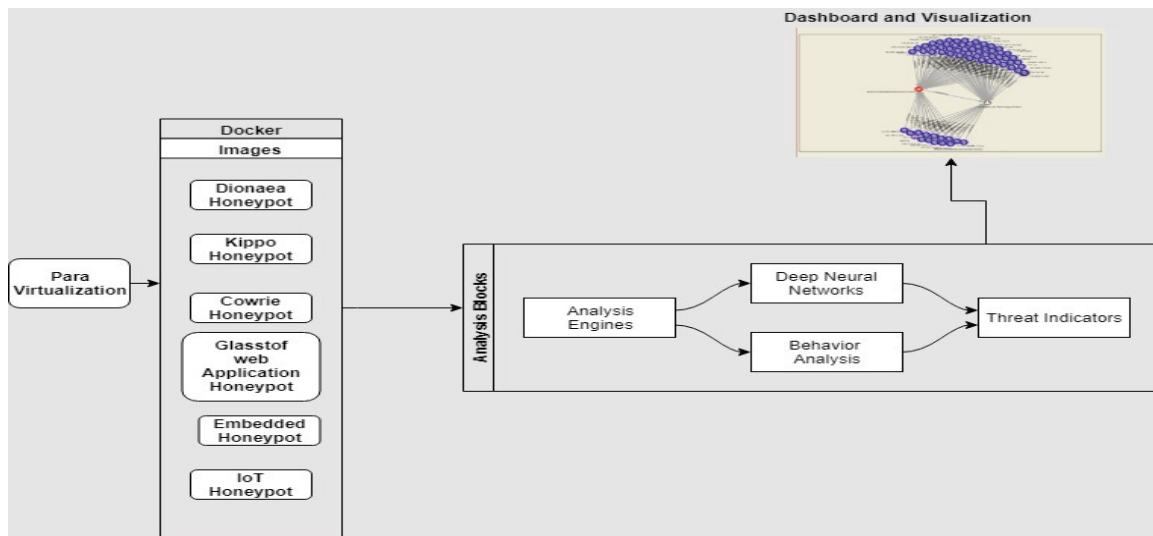 Dashboard and Visualization
Docker
Images
Dionaea
Honeypot
Kippo
Honeypot
Para
Virtualization
Cowrie
Honeypot
Glasstof
web
Application
Honeypot
Embedded
Honeypot
IoT
Honeypot
Analysis Blocks
Analysis
Engines
Deep Neural
Networks
Behavior
Analysis
Threat Indicators